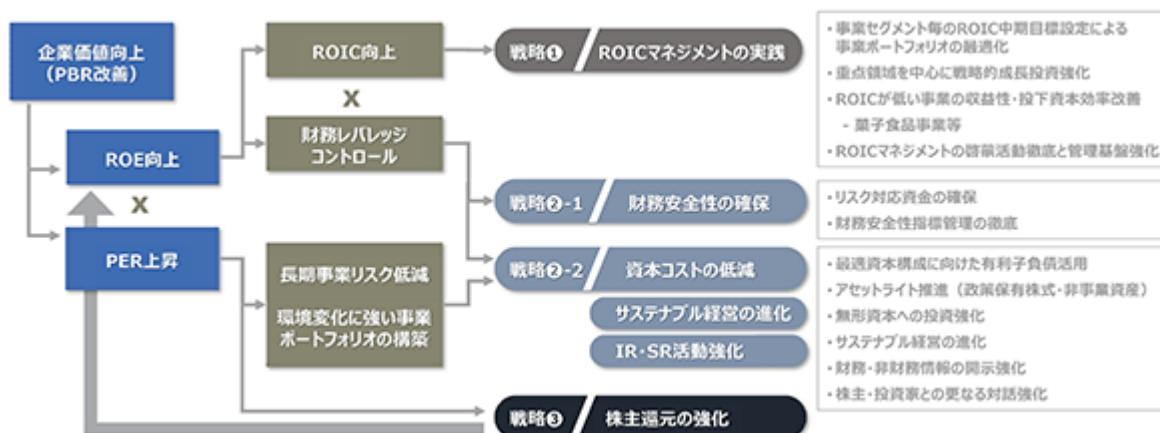 企業価値向上
（PBR改善）
ROE向上
X
PER上昇
ROIC向上
X
財務レバレッジ
コントロール
長期事業リスク低減
環境変化に強い事業
ポートフォリオの構築
戦略❶ ROICマネジメントの実践
・事業セグメント毎のROIC中期目標設定による
事業ポートフォリオの最適化
・重点領域を中心に戦略的成長投資強化
・ROICが低い事業の収益性・投下資本効率改善
- 菓子食品事業等
・ROICマネジメントの啓蒙活動徹底と管理基盤強化
戦略❷-1 財務安全性の確保
・リスク対応資金の確保
・財務安全性指標管理の徹底
戦略❷-2 資本コストの低減
サステナブル経営の進化
IR・SR活動強化
・最適資本構成に向けた有利子負債活用
・アセットライト推進（政策保有株式・非事業資産）
・無形資本への投資強化
・サステナブル経営の進化
・財務・非財務情報の開示強化
・株主・投資家との更なる対話強化
戦略❸ 株主還元の強化